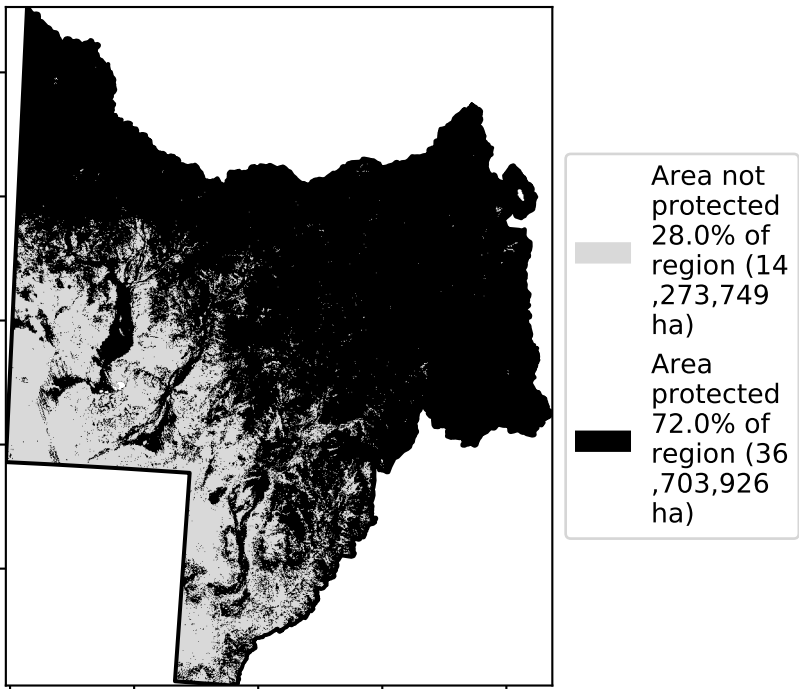 Area not
protected
28.0% of
region (14
,273,749
ha)
Area
protected
72.0% of
region (36
,703,926
ha)